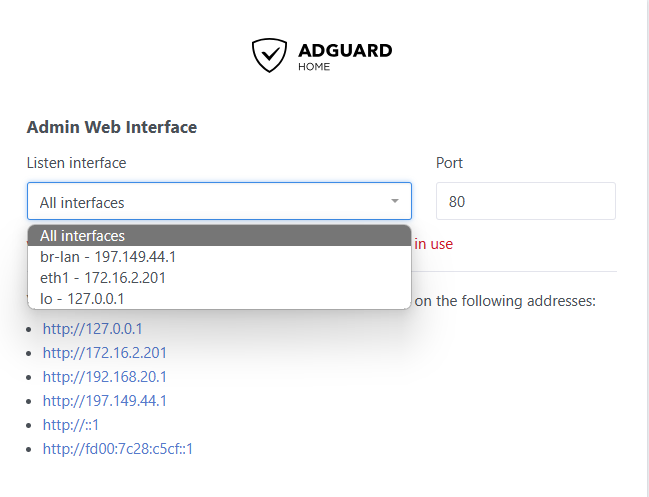 ADGUARD
HOME
Admin Web Interface
Listen interface
Port
All interfaces
80
All interfaces
in use
br-lan - 197.149.44.1
eth1 - 172.16.2.201
lo - 127.0.0.1
on the following addresses:
http://127.0.0.1
http://172.16.2.201
http://192.168.20.1
http://197.149.44.1
http://::1
http://fd00:7c28:c5cf::1